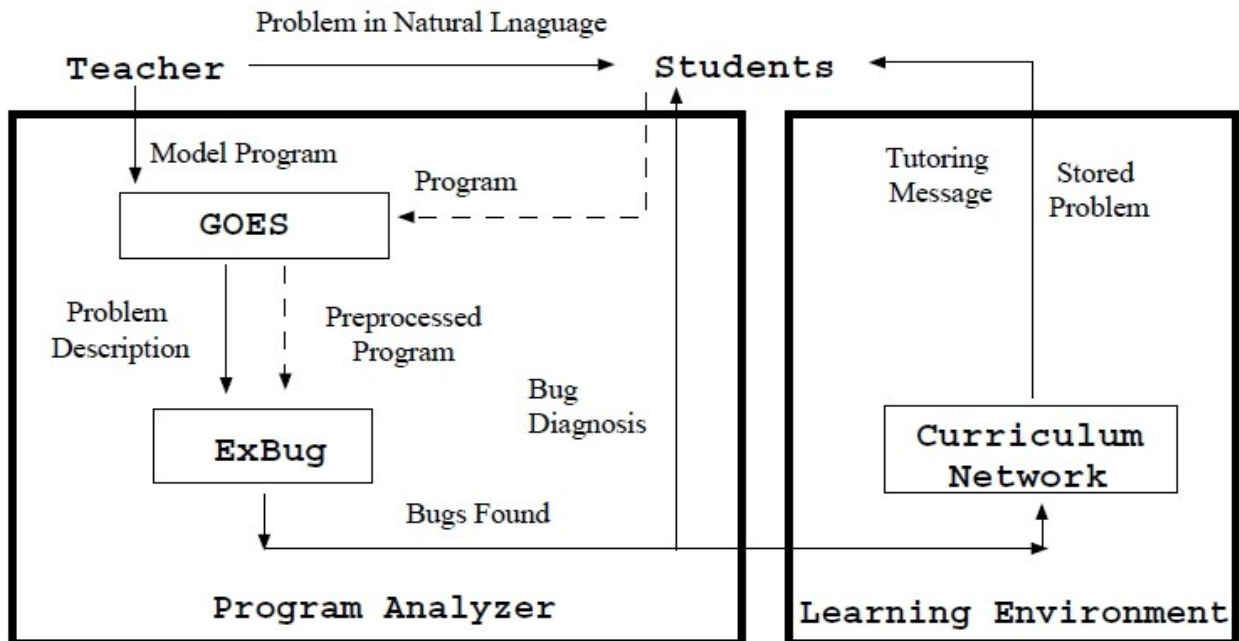 Problem in Natural Lnaguage
Teacher
Students
Model Program
Program
GOES
Problem
Description
Preprocessed
Program
Bug
Diagnosis
ExBug
Bugs Found
Program Analyzer
Tutoring
Message
Stored
Problem
Curriculum
Network
Learning Environment